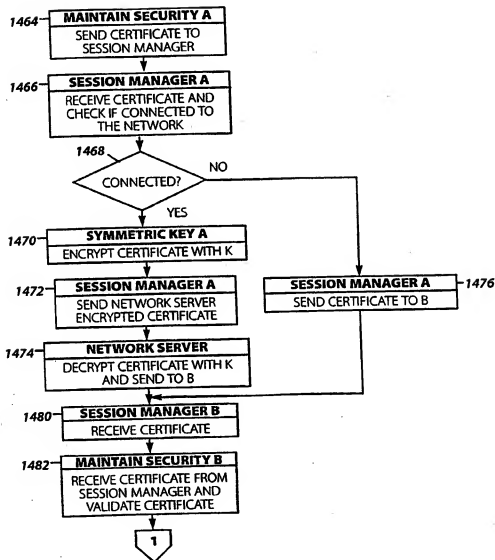 1464
MAINTAIN SECURITY A
SEND CERTIFICATE TO
SESSION MANAGER
1466
SESSION MANAGER A
RECEIVE CERTIFICATE AND
CHECK IF CONNECTED TO
THE NETWORK
1468
CONNECTED?
NO
YES
1470
SYMMETRIC KEY A
ENCRYPT CERTIFICATE WITH K
1472
SESSION MANAGER A
SEND NETWORK SERVER
ENCRYPTED CERTIFICATE
SESSION MANAGER A
1476
SEND CERTIFICATE TO B
1474
NETWORK SERVER
DECRYPT CERTIFICATE WITH K
AND SEND TO B
1480
SESSION MANAGER B
RECEIVE CERTIFICATE
1482
MAINTAIN SECURITY B
RECEIVE CERTIFICATE FROM
SESSION MANAGER AND
VALIDATE CERTIFICATE
1